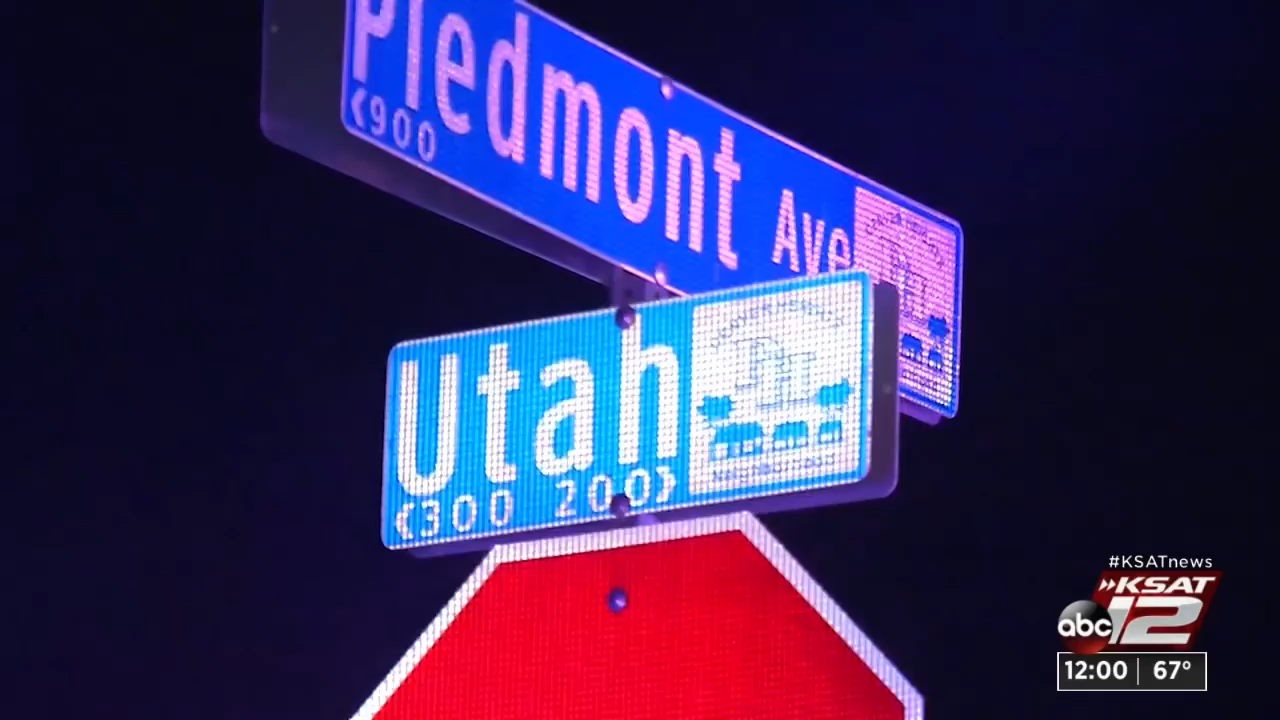 Piedmont Ave
<900
Utah
<300 200>
#KSATnews
»KSAT
abc 12
12:00 67°